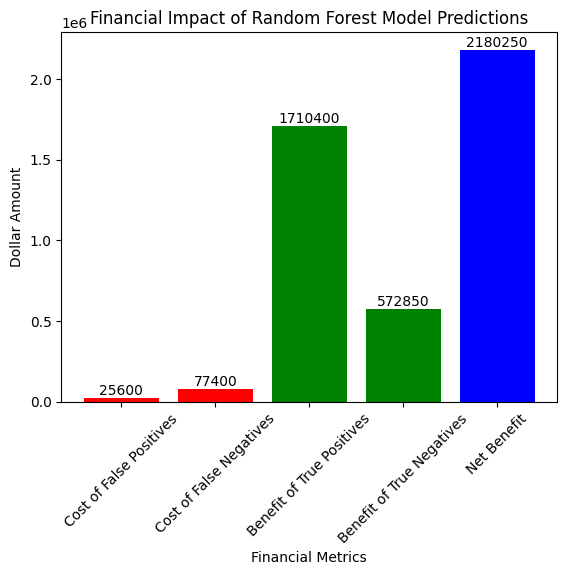 Financial Impact of Random Forest Model Predictions
1e6
2180250
2.0
1710400
1.5
Dollar Amount
1.0
572850
0.5
77400
25600
0.0
Cost of False Positives
Cost of False Negatives
Benefit of True Positives
Benefit of True Negatives
Net Benefit
Financial Metrics